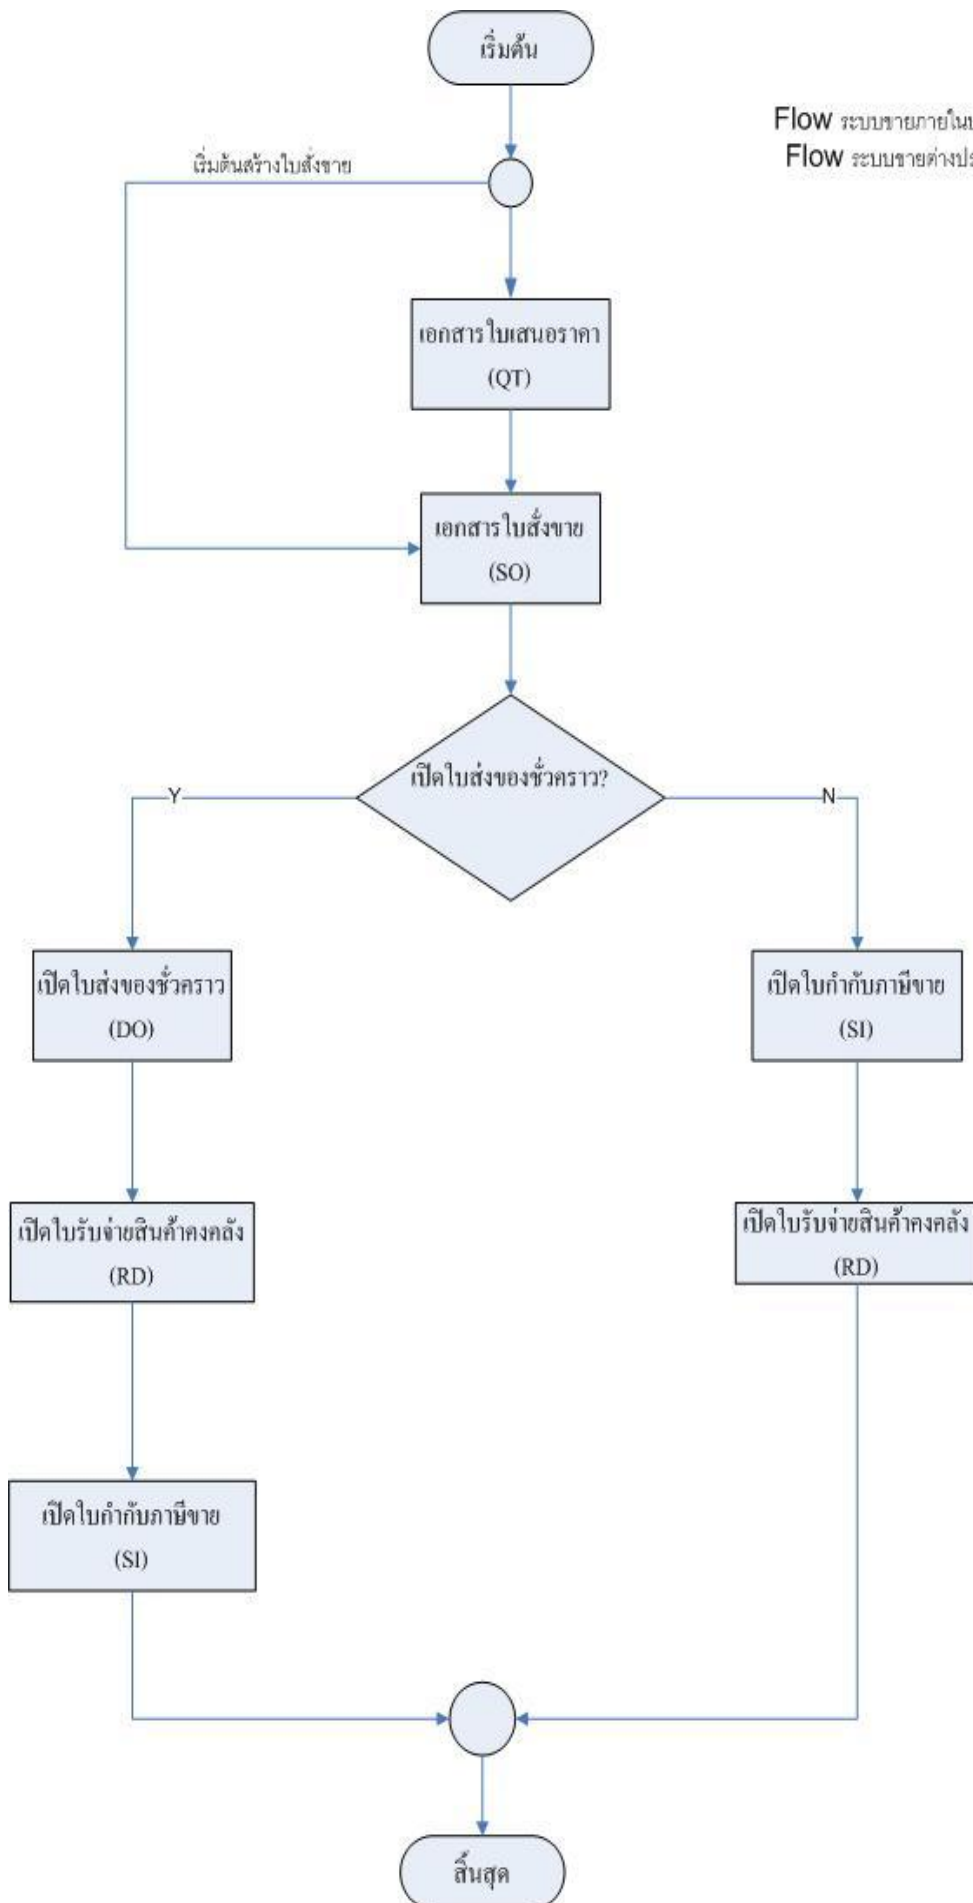 เริ่มต้น
Flow ระบบขายภายใน
Flow ระบบขายต่าง
เริ่มต้นสร้างใบสั่งขาย
เอกสารใบเสนอราคา
(QT)
เอกสารใบสั่งขาย
(SO)
เปิดใบส่งของชั่วคราว?
Y
N
เปิดใบส่งของชั่วคราว
(DO)
เปิดใบกำกับภาษีขาย
(SI)
เปิดใบรับจ่ายสินค้าคงคลัง
(RD)
เปิดใบรับจ่ายสินค้าคงคลัง
(RD)
เปิดใบกำกับภาษีขาย
(SI)
สิ้นสุด